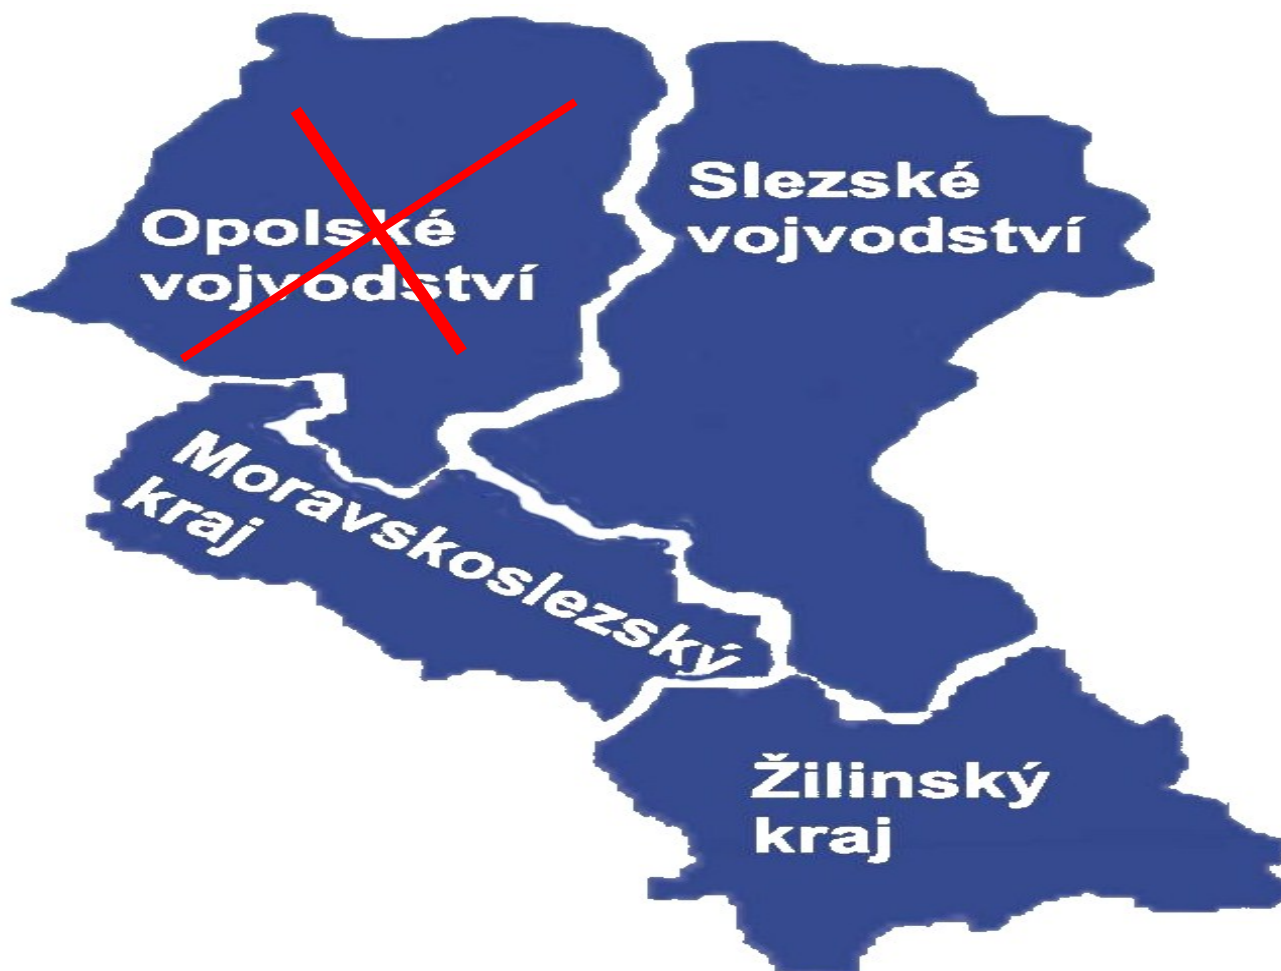 Opolské
vojvodství
Slezské
vojvodství
Moravskoslezský
kraj
Žilinský
kraj